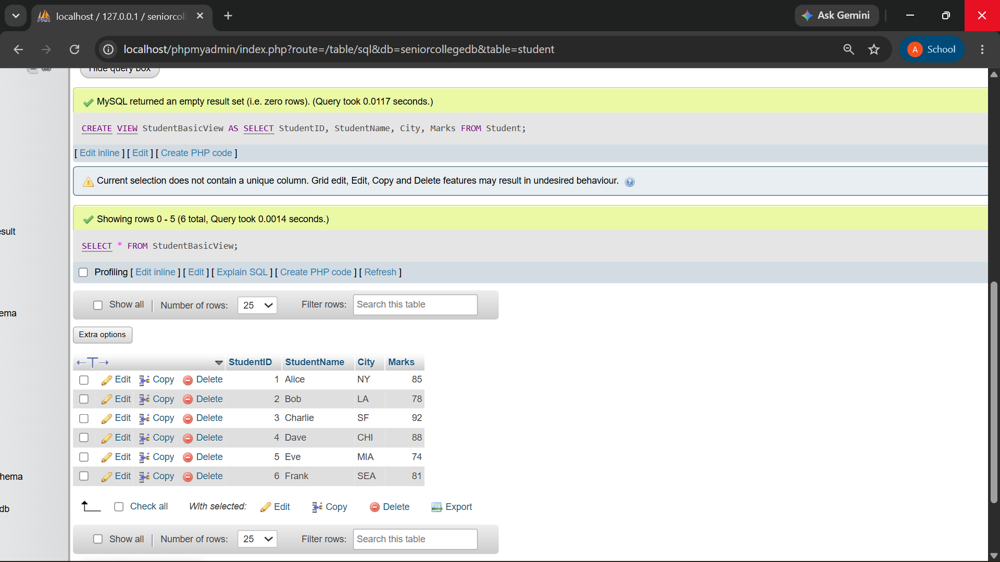 localhost / 127.0.0.1 / seniorcoll
Ask Gemini
localhost/phpmyadmin/index.php?route=/table/sql&db=seniorcollegedb&table=student
A School
Hide query box
MySQL returned an empty result set (i.e. zero rows). (Query took 0.0117 seconds.)
CREATE VIEW StudentBasicView AS SELECT StudentID, StudentName, City, Marks FROM Student;
[ Edit inline ] [ Edit ] [ Create PHP code ]
Current selection does not contain a unique column. Grid edit, Edit, Copy and Delete features may result in undesired behaviour.
Showing rows 0 - 5 (6 total, Query took 0.0014 seconds.)
esult
SELECT * FROM StudentBasicView;
Profiling [ Edit inline ] [ Edit ] [ Explain SQL ] [ Create PHP code ] [ Refresh ]
Show all Number of rows: 25 Filter rows: Search this table
ema
Extra options
StudentID StudentName City Marks
Edit Copy Delete 1 Alice NY 85
Edit Copy Delete 2 Bob LA 78
Edit Copy Delete 3 Charlie SF 92
Edit Copy Delete 4 Dave CHI 88
Edit Copy Delete 5 Eve MIA 74
Edit Copy Delete 6 Frank SEA 81
hema
Check all With selected: Edit Copy Delete Export
db
Show all Number of rows: 25 Filter rows: Search this table